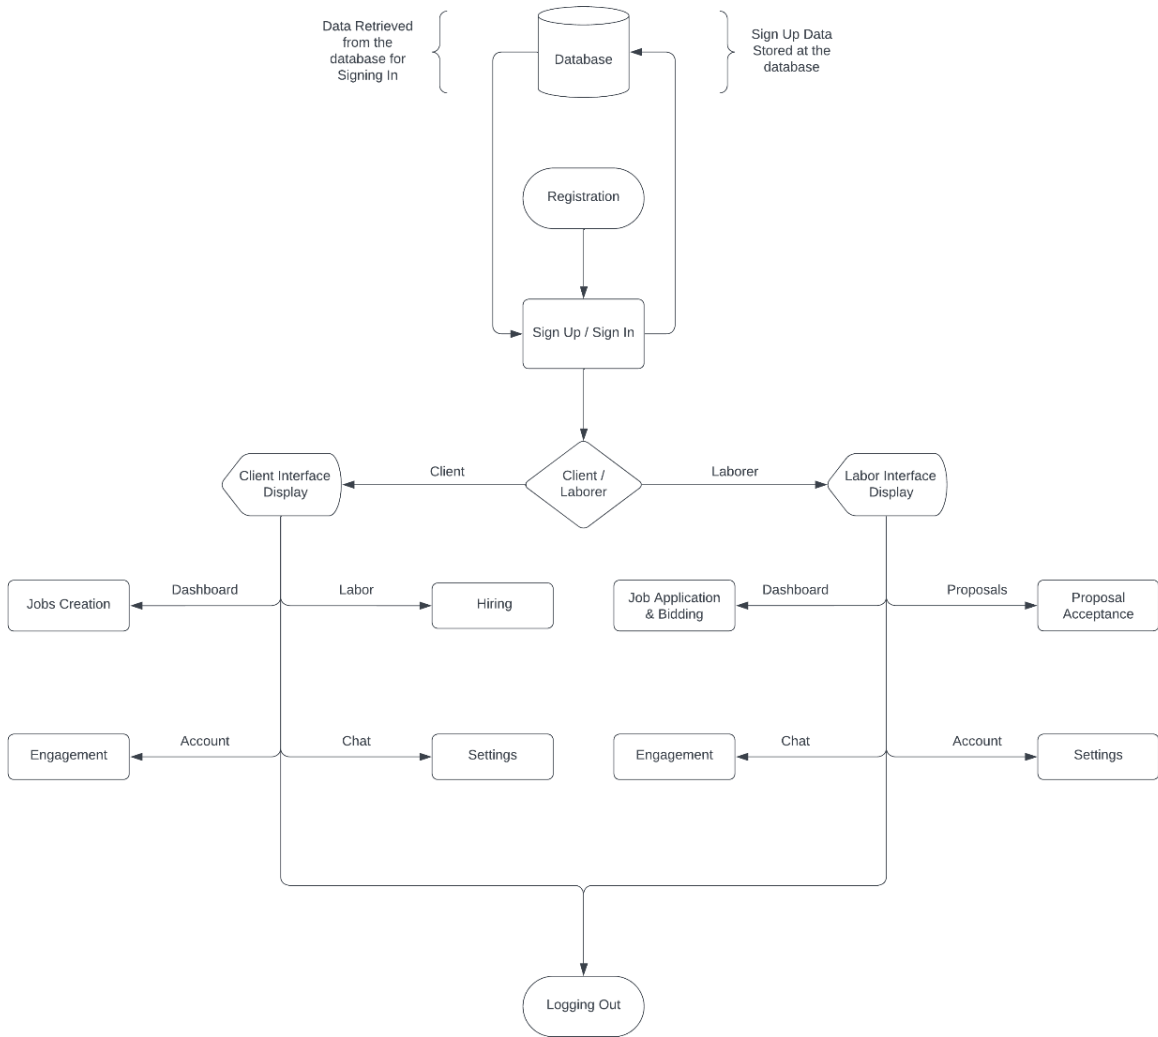 Data Retrieved
from the
database for
Signing In
Database
Sign Up Data
Stored at the
database
Registration
Sign Up / Sign In
Client Interface
Display
Client
Client /
Laborer
Laborer
Labor Interface
Display
Jobs Creation
Dashboard
Labor
Hiring
Job Application
& Bidding
Dashboard
Proposals
Proposal
Acceptance
Engagement
Account
Chat
Settings
Engagement
Chat
Account
Settings
Logging Out